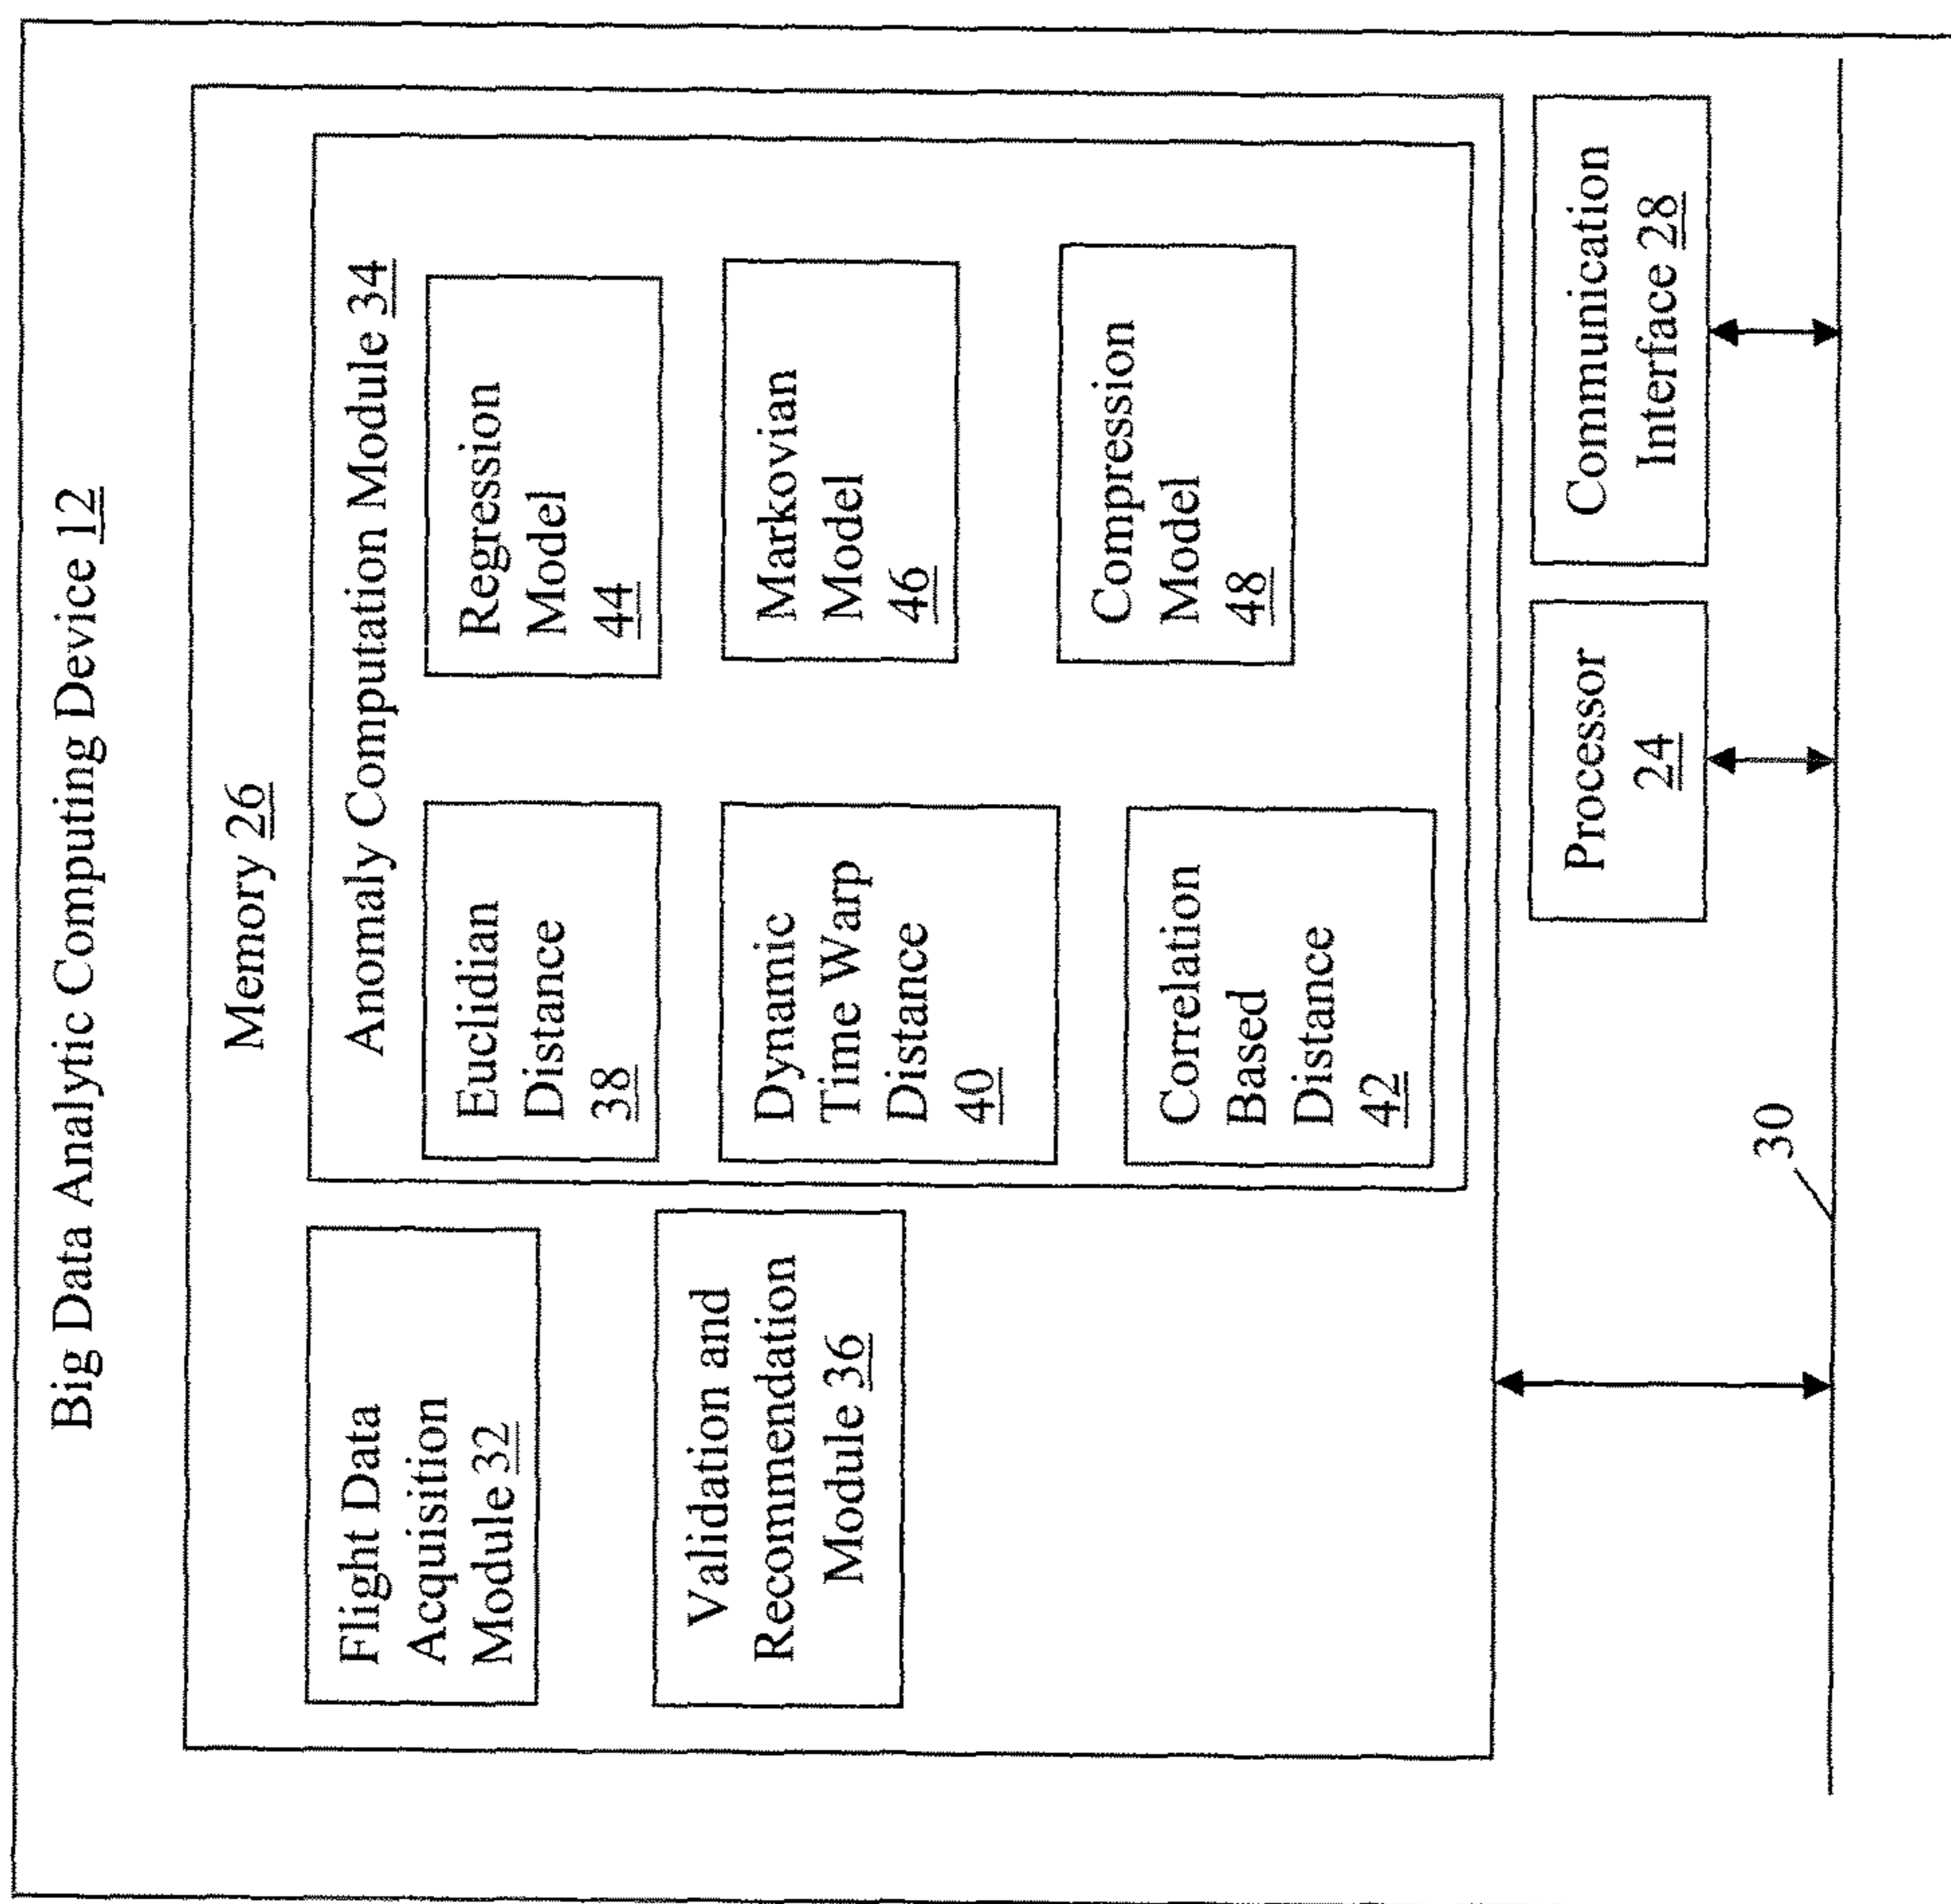 Big Data Analytic Computing Device 12
Memory 26
Flight Data
Acquisition
Module 32
Validation and
Recommendation
Module 36
Anomaly Computation Module 34
Euclidian
Distance
38
Dynamic
Time Warp
Distance
40
Correlation
Based
Distance
42
Regression
Model
44
Markovian
Model
46
Compression
Model
48
Processor
24
Communication
Interface 28
30